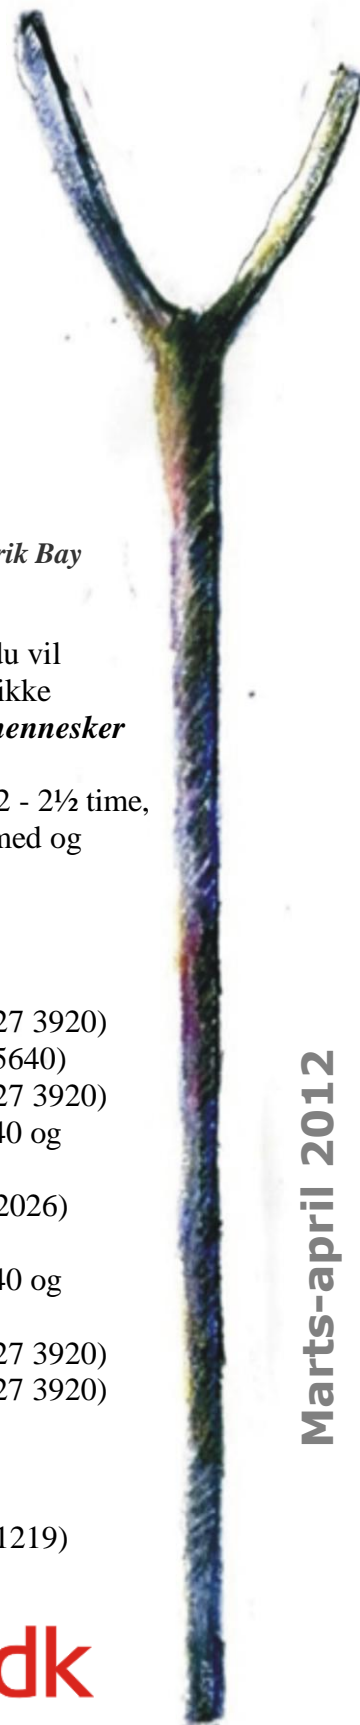 rik Bay
du vil
ikke
mennesker
2 - 2½ time,
med og
27 3920)
5640)
27 3920)
40 og
2026)
40 og
27 3920)
27 3920)
1219)
dk
Marts-april 2012